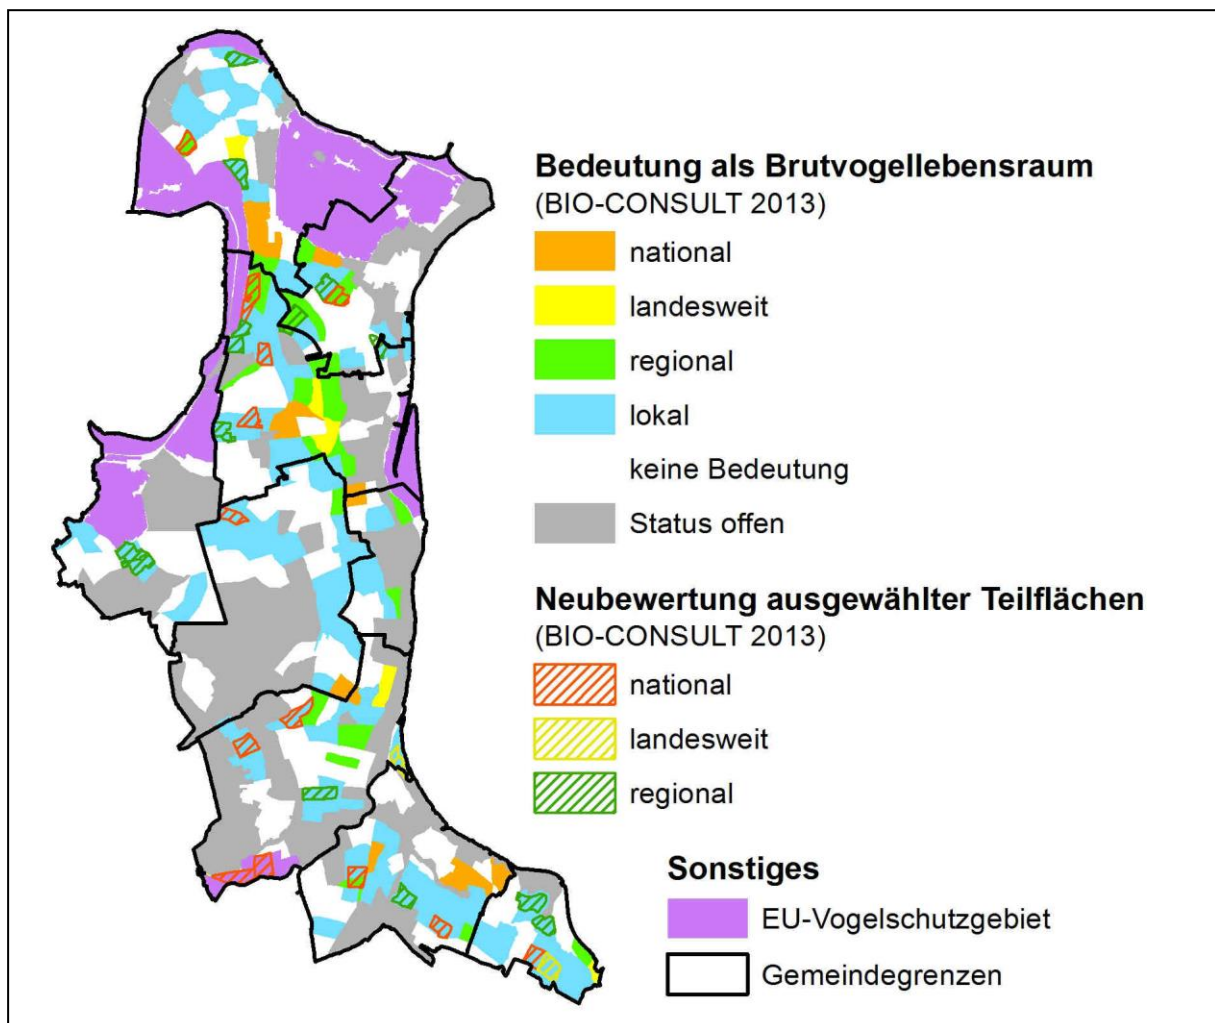 Bedeutung als Brutvogellebensraum
(BIO-CONSULT 2013)
national
landesweit
regional
lokal
keine Bedeutung
Status offen
Neubewertung ausgewählter Teilflächen
(BIO-CONSULT 2013)
national
landesweit
regional
Sonstiges
EU-Vogelschutzgebiet
Gemeindegrenzen